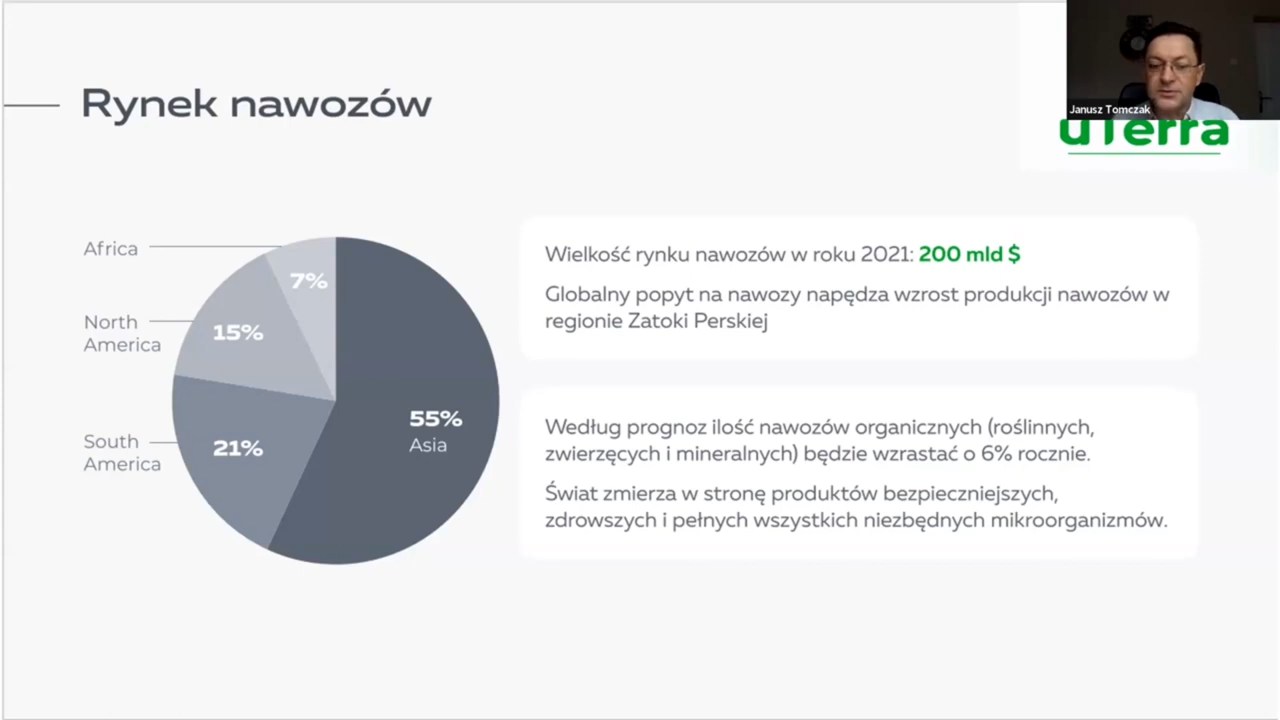 Janusz Tomczak
Rynek nawozów
uTerra
Africa
7%
North
America
15%
South
America
21%
55%
Asia
Wielkość rynku nawozów w roku 2021: 200 mld $
Globalny popyt na nawozy napędza wzrost produkcji nawozów w
regionie Zatoki Perskiej
Według prognoz ilość nawozów organicznych (roślinnych,
zwierzęcych i mineralnych) będzie wzrastać o 6% rocznie.
Świat zmierza w stronę produktów bezpieczniejszych,
zdrowszych i pełnych wszystkich niezbędnych mikroorganizmów.